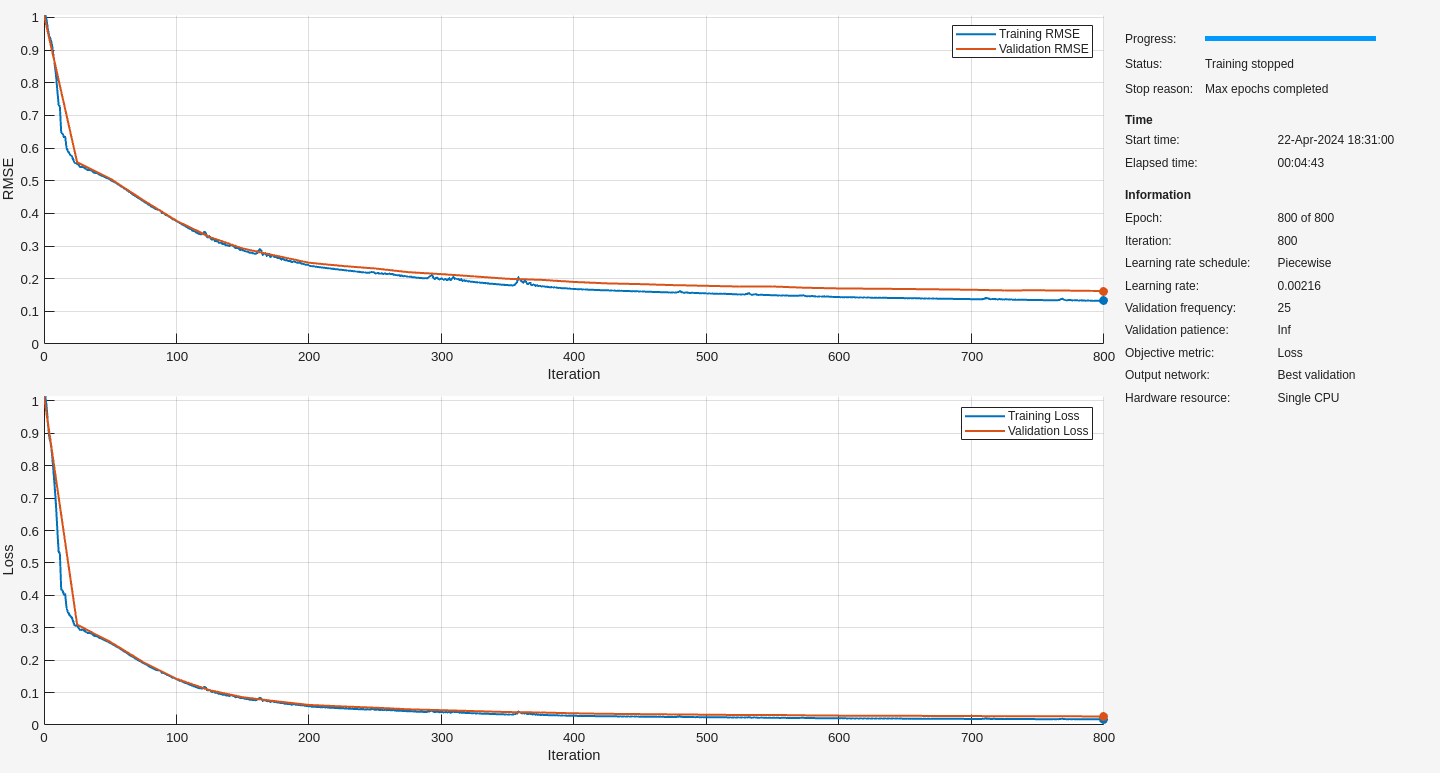 1
0.9
0.8
0.7
0.6
0.5
0.4
0.3
0.2
0.1
0
RMSE
Training RMSE
Validation RMSE
0 100 200 300 400 500 600 700 800
Iteration
1
0.9
0.8
0.7
0.6
0.5
0.4
0.3
0.2
0.1
0
Loss
Training Loss
Validation Loss
0 100 200 300 400 500 600 700 800
Iteration
Progress:
Status: Training stopped
Stop reason: Max epochs completed
Time
Start time: 22-Apr-2024 18:31:00
Elapsed time: 00:04:43
Information
Epoch: 800 of 800
Iteration: 800
Learning rate schedule: Piecewise
Learning rate: 0.00216
Validation frequency: 25
Validation patience: Inf
Objective metric: Loss
Output network: Best validation
Hardware resource: Single CPU